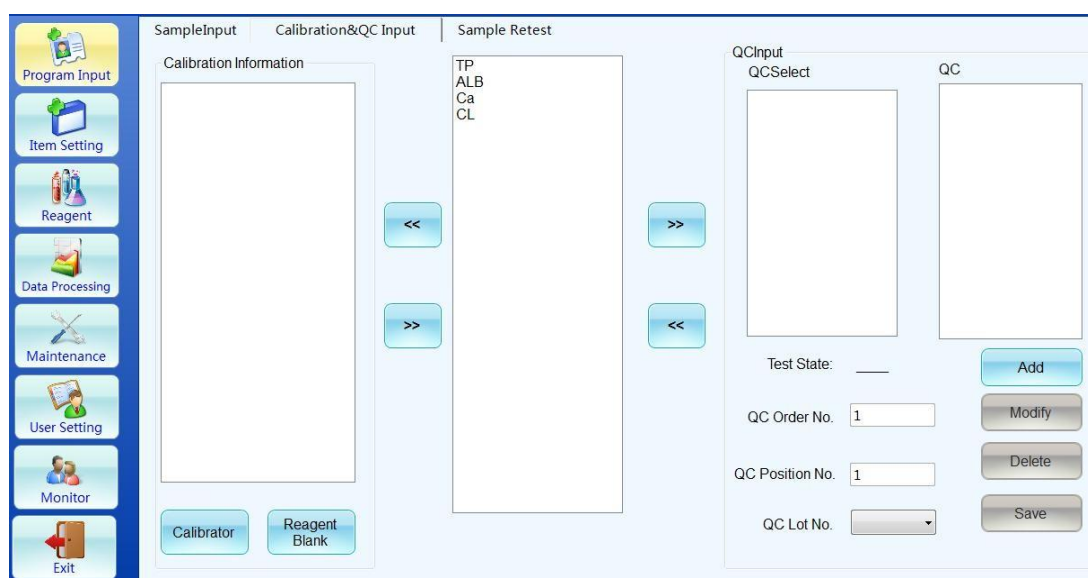 SampleInput
Calibration&QC Input
Sample Retest
Program Input
Item Setting
Reagent
Data Processing
Maintenance
User Setting
Monitor
Exit
Calibration Information
Calibrator
Reagent
Blank
<<
>>
TP
ALB
Ca
CL
>>
<<
QCInput
QCSelect
QC
Test State:
QC Order No. 1
QC Position No. 1
QC Lot No.
Add
Modify
Delete
Save